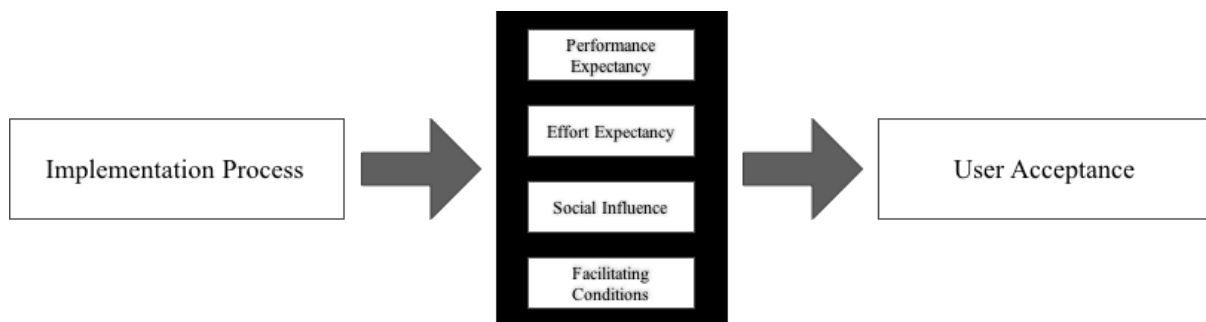 Implementation Process
Performance
Expectancy
Effort Expectancy
Social Influence
Facilitating
Conditions
User Acceptance